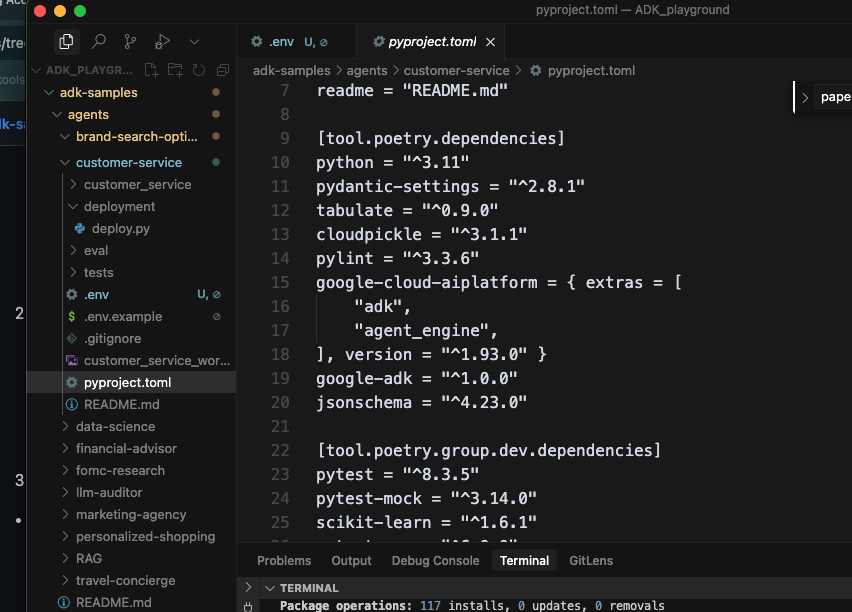 pyproject.toml — ADK_playground
.env U, ⊘
pyproject.toml ×
ADK_PLAYGR...
adk-samples > agents > customer-service > pyproject.toml
adk-samples
agents
brand-search-opti...
customer-service
customer_service
deployment
deploy.py
eval
tests
.env U, ⊘
$ .env.example ⊘
.gitignore
customer_service_wor...
pyproject.toml
README.md
data-science
financial-advisor
fomc-research
llm-auditor
marketing-agency
personalized-shopping
RAG
travel-concierge
README.md
7 readme = "README.md"
8
9 [tool.poetry.dependencies]
10 python = "^3.11"
11 pydantic-settings = "^2.8.1"
12 tabulate = "^0.9.0"
13 cloudpickle = "^3.1.1"
14 pylint = "^3.3.6"
15 google-cloud-aiplatform = { extras = [
16 "adk",
17 "agent_engine",
18 ], version = "^1.93.0" }
19 google-adk = "^1.0.0"
20 jsonschema = "^4.23.0"
21
22 [tool.poetry.group.dev.dependencies]
23 pytest = "^8.3.5"
24 pytest-mock = "^3.14.0"
25 scikit-learn = "^1.6.1"
> pape
Problems Output Debug Console Terminal GitLens
TERMINAL
Package operations: 117 installs, 0 updates, 0 removals
/tre
tools
lk-sa
2
3